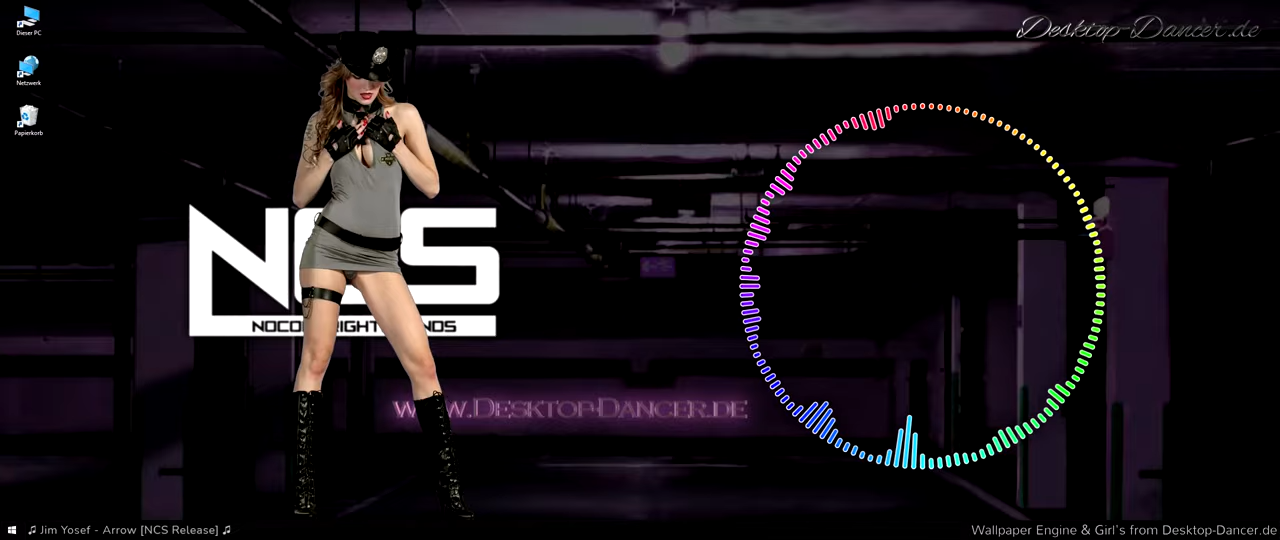 Dieser PC
Netzwerk
Papierkorb
Desktop-Dancer.de
NCS
WWW.DESKTOP-DANCER.DE
♫ Jim Yosef - Arrow [NCS Release] ♫
Wallpaper Engine & Girl's from Desktop-Dancer.de